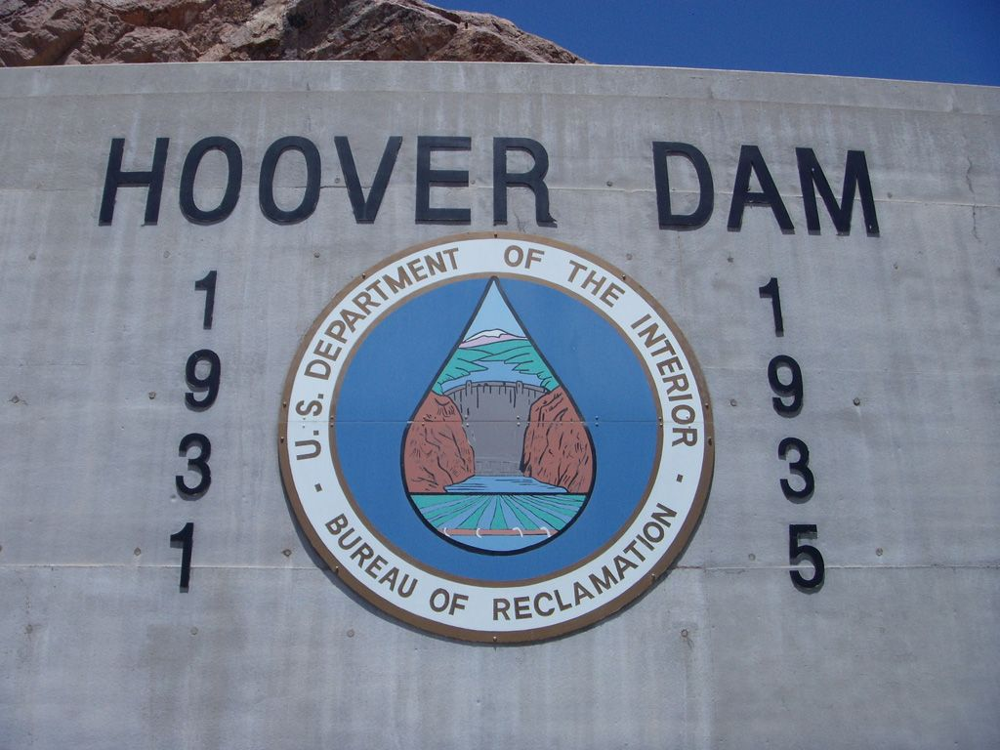 HOOVER DAM
1931
1935
U.S. DEPARTMENT OF THE INTERIOR
· BUREAU OF RECLAMATION ·